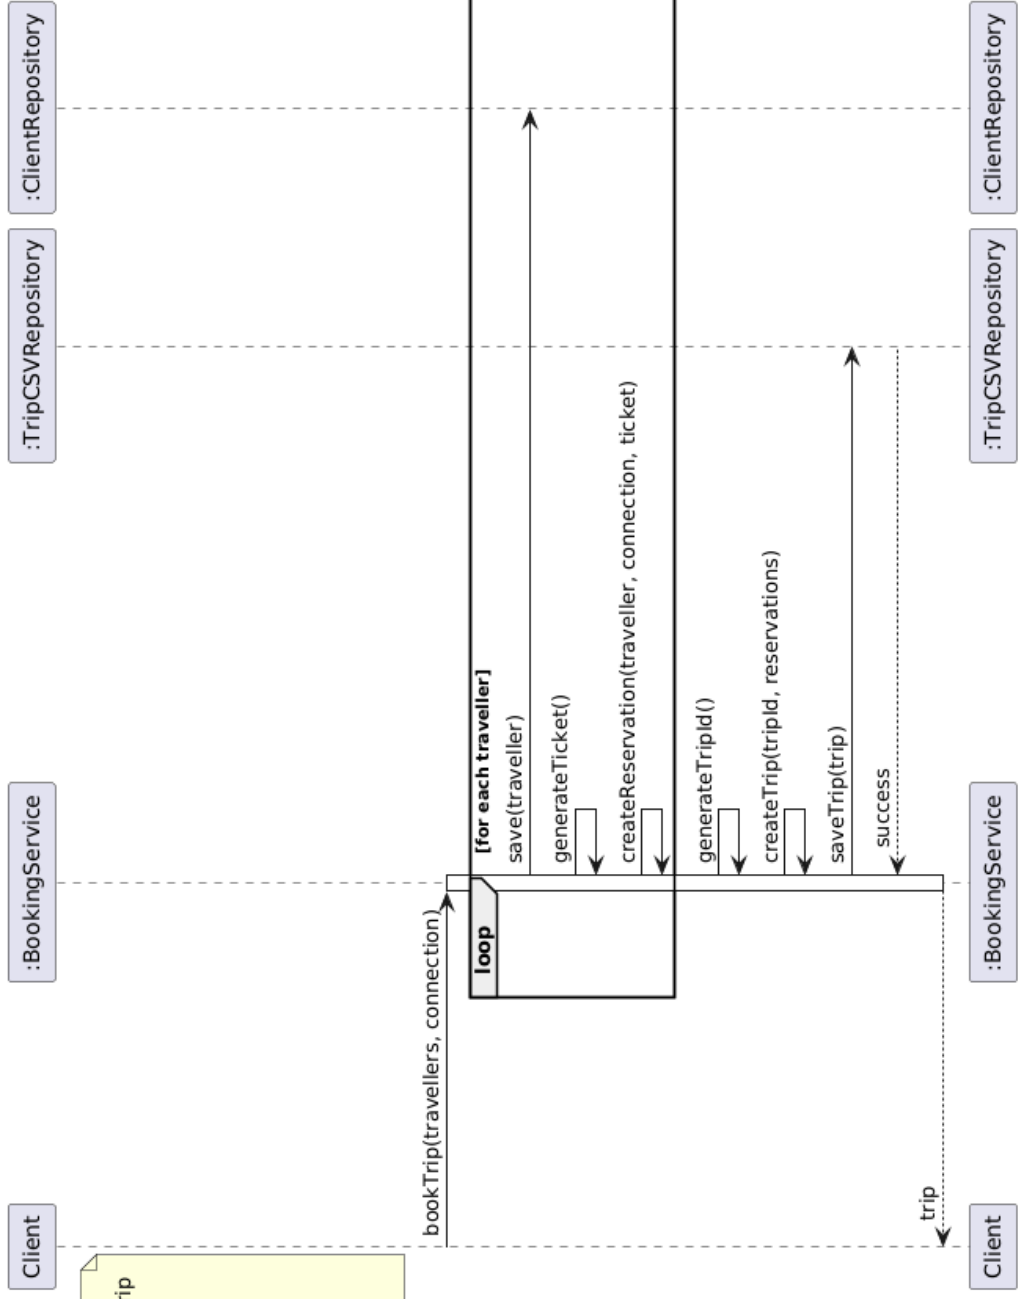 Client
:BookingService
:TripCSVRepository
:ClientRepository
rip
bookTrip(travellers, connection)
loop
[for each traveller]
save(traveller)
generateTicket()
createReservation(traveller, connection, ticket)
generateTripId()
createTrip(tripId, reservations)
saveTrip(trip)
success
trip
Client
:BookingService
:TripCSVRepository
:ClientRepository